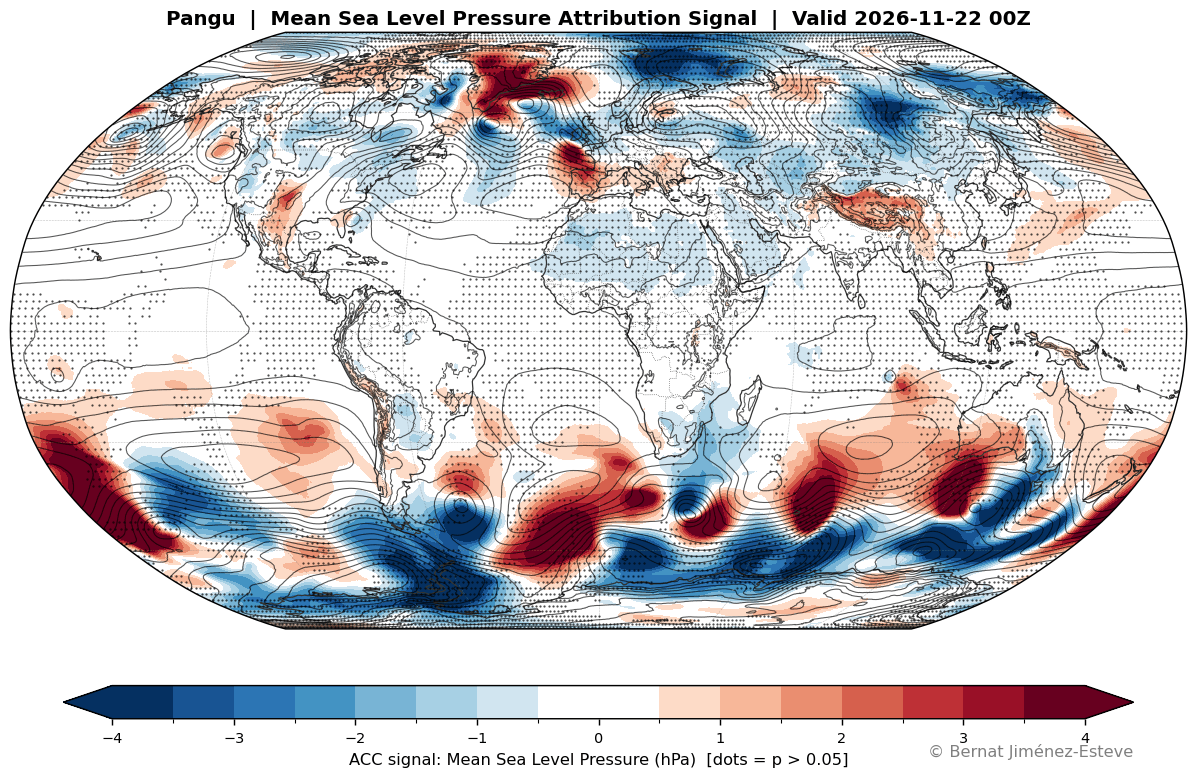 Pangu | Mean Sea Level Pressure Attribution Signal | Valid 2026-11-22 00Z
−4 −3 −2 −1 0 1 2 3 4
ACC signal: Mean Sea Level Pressure (hPa) [dots = p > 0.05]
© Bernat Jiménez-Esteve